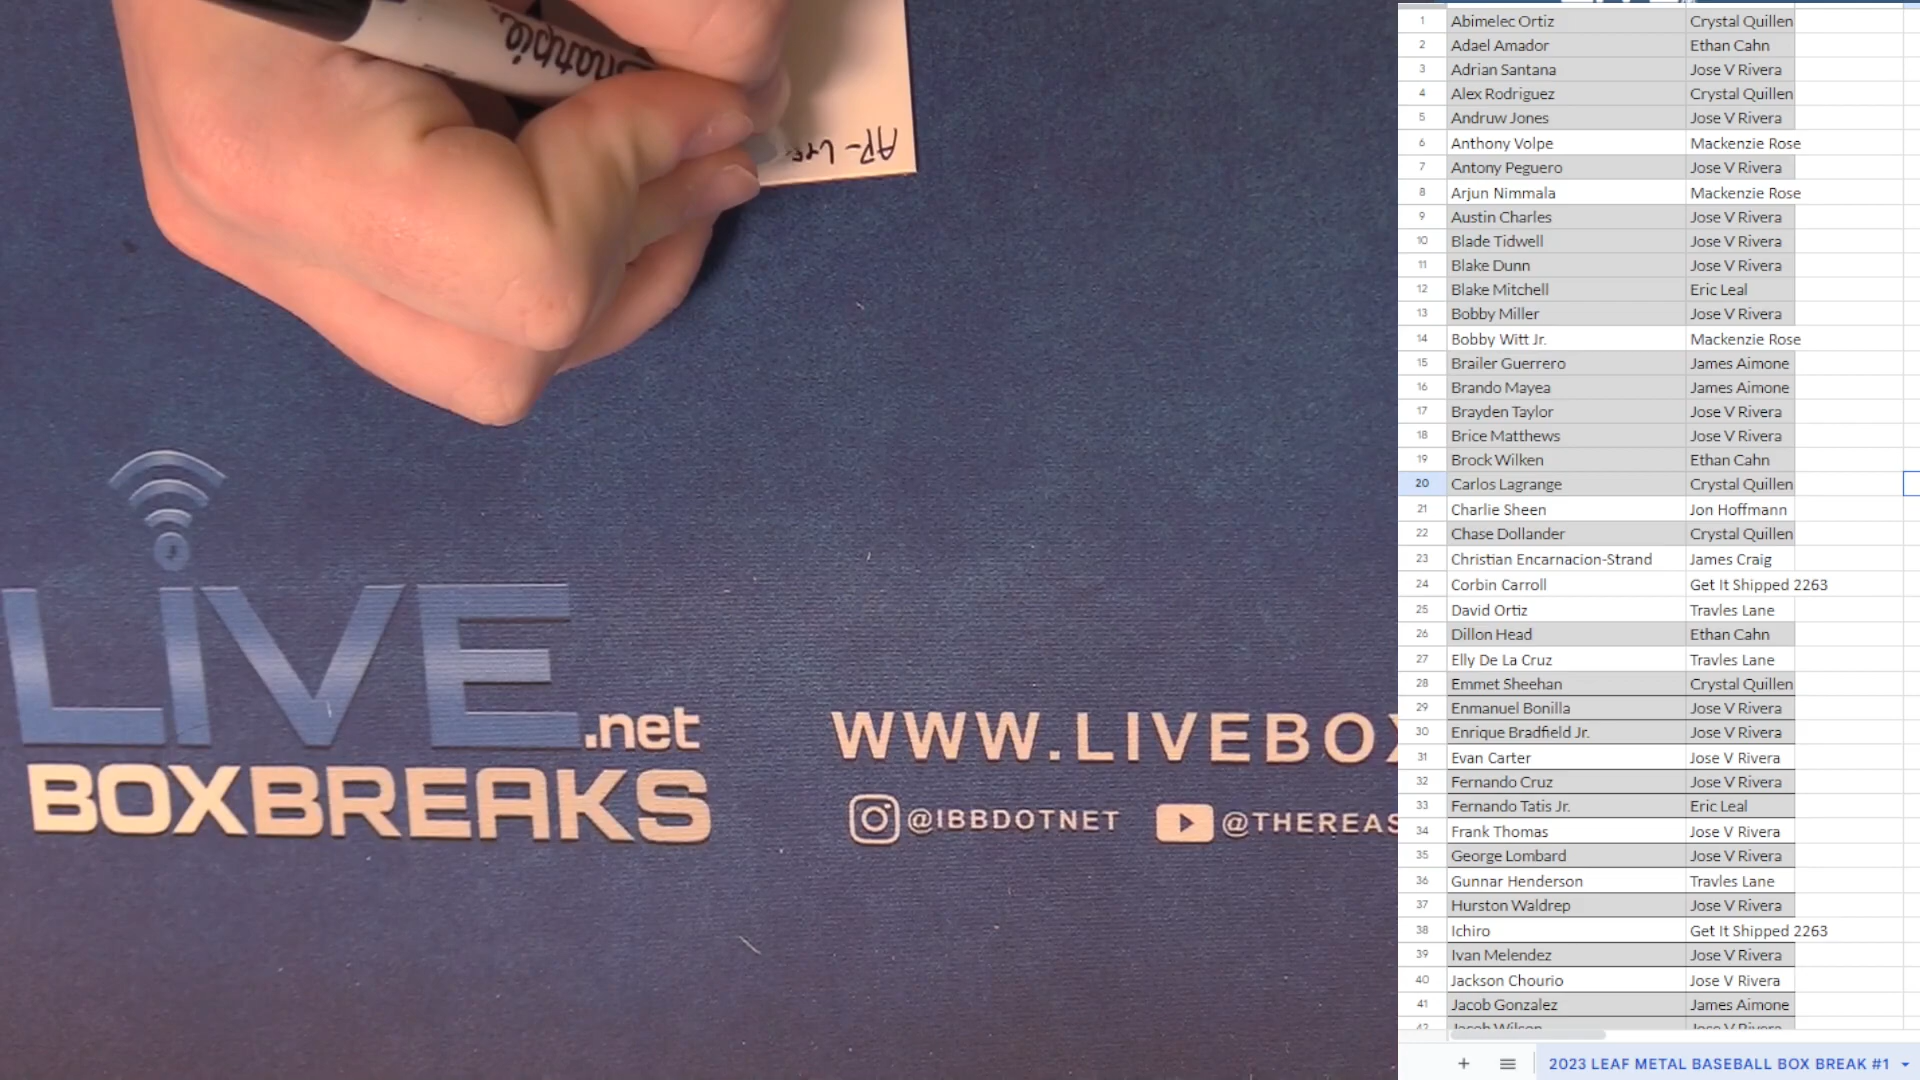 Sharpie
LiVE.net
BOXBREAKS
WWW.LIVEBOX
@IBBDOTNET
@THEREAS
1 Abimelec Ortiz Crystal Quillen
2 Adael Amador Ethan Cahn
3 Adrian Santana Jose V Rivera
4 Alex Rodriguez Crystal Quillen
5 Andruw Jones Jose V Rivera
6 Anthony Volpe Mackenzie Rose
7 Antony Peguero Jose V Rivera
8 Arjun Nimmala Mackenzie Rose
9 Austin Charles Jose V Rivera
10 Blade Tidwell Jose V Rivera
11 Blake Dunn Jose V Rivera
12 Blake Mitchell Eric Leal
13 Bobby Miller Jose V Rivera
14 Bobby Witt Jr. Mackenzie Rose
15 Brailer Guerrero James Aimone
16 Brando Mayea James Aimone
17 Brayden Taylor Jose V Rivera
18 Brice Matthews Jose V Rivera
19 Brock Wilken Ethan Cahn
20 Carlos Lagrange Crystal Quillen
21 Charlie Sheen Jon Hoffmann
22 Chase Dollander Crystal Quillen
23 Christian Encarnacion-Strand James Craig
24 Corbin Carroll Get It Shipped 2263
25 David Ortiz Travles Lane
26 Dillon Head Ethan Cahn
27 Elly De La Cruz Travles Lane
28 Emmet Sheehan Crystal Quillen
29 Enmanuel Bonilla Jose V Rivera
30 Enrique Bradfield Jr. Jose V Rivera
31 Evan Carter Jose V Rivera
32 Fernando Cruz Jose V Rivera
33 Fernando Tatis Jr. Eric Leal
34 Frank Thomas Jose V Rivera
35 George Lombard Jose V Rivera
36 Gunnar Henderson Travles Lane
37 Hurston Waldrep Jose V Rivera
38 Ichiro Get It Shipped 2263
39 Ivan Melendez Jose V Rivera
40 Jackson Chourio Jose V Rivera
41 Jacob Gonzalez James Aimone
42 Jacob Wilson Jose V Rivera
2023 LEAF METAL BASEBALL BOX BREAK #1